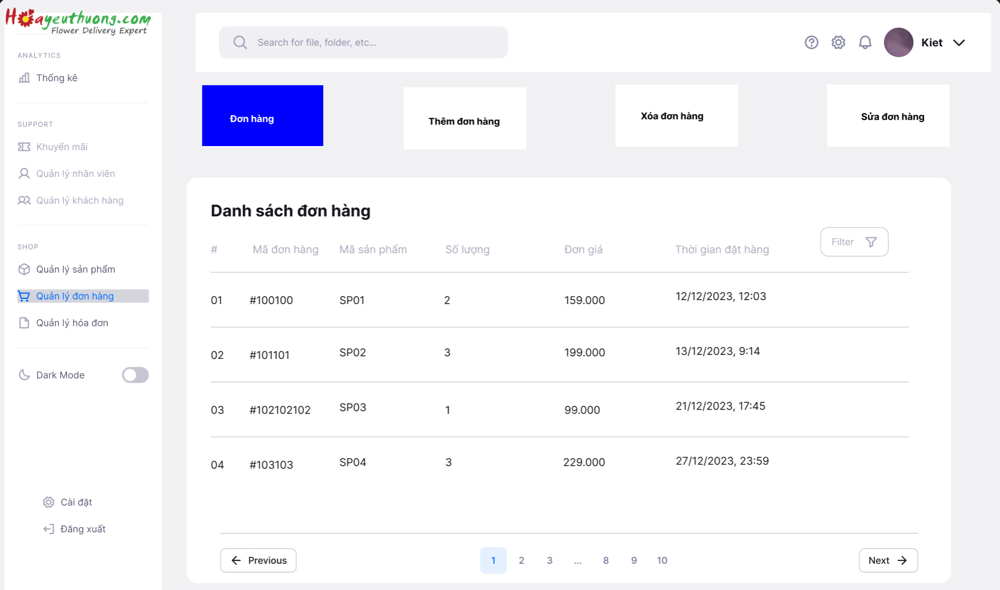 Hoayeuthuong.com
Flower Delivery Expert
ANALYTICS
Thống kê
SUPPORT
Khuyến mãi
Quản lý nhân viên
Quản lý khách hàng
SHOP
Quản lý sản phẩm
Quản lý đơn hàng
Quản lý hóa đơn
Dark Mode
Cài đặt
Đăng xuất
Search for file, folder, etc...
Kiet
Đơn hàng
Thêm đơn hàng
Xóa đơn hàng
Sửa đơn hàng
Danh sách đơn hàng
Filter
# Mã đơn hàng Mã sản phẩm Số lượng Đơn giá Thời gian đặt hàng
01 #100100 SP01 2 159.000 12/12/2023, 12:03
02 #101101 SP02 3 199.000 13/12/2023, 9:14
03 #102102102 SP03 1 99.000 21/12/2023, 17:45
04 #103103 SP04 3 229.000 27/12/2023, 23:59
Previous 1 2 3 ... 8 9 10 Next